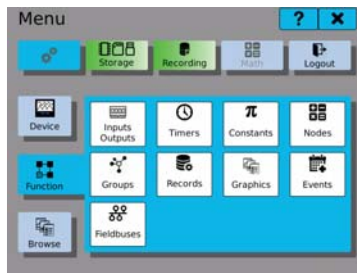 Menu
? X
Storage Recording Math Logout
Device
Inputs Outputs
Timers
π
Constants
Nodes
Function
Groups
Records
Graphics
Events
Browse
Fieldbuses